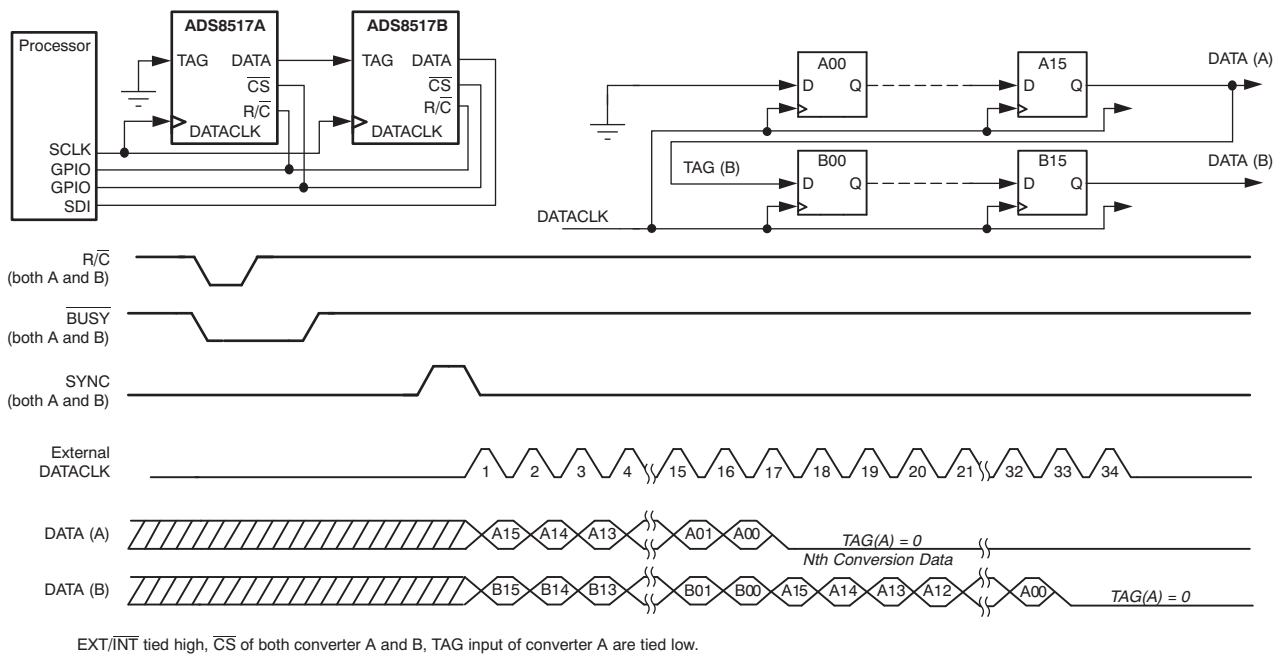 Processor
ADS8517A
ADS8517B
TAG DATA
CS
R/C
DATACLK
TAG DATA
CS
R/C
DATACLK
SCLK
GPIO
GPIO
SDI
A00
D Q
A15
D Q
DATA (A)
TAG (B)
B00
D Q
B15
D Q
DATA (B)
DATACLK
R/C
(both A and B)
BUSY
(both A and B)
SYNC
(both A and B)
External
DATACLK
1 2 3 4 15 16 17 18 19 20 21 32 33 34
DATA (A)
A15 A14 A13 A01 A00 TAG(A) = 0
Nth Conversion Data
DATA (B)
B15 B14 B13 B01 B00 A15 A14 A13 A12 A00 TAG(A) = 0
EXT/INT tied high, CS of both converter A and B, TAG input of converter A are tied low.